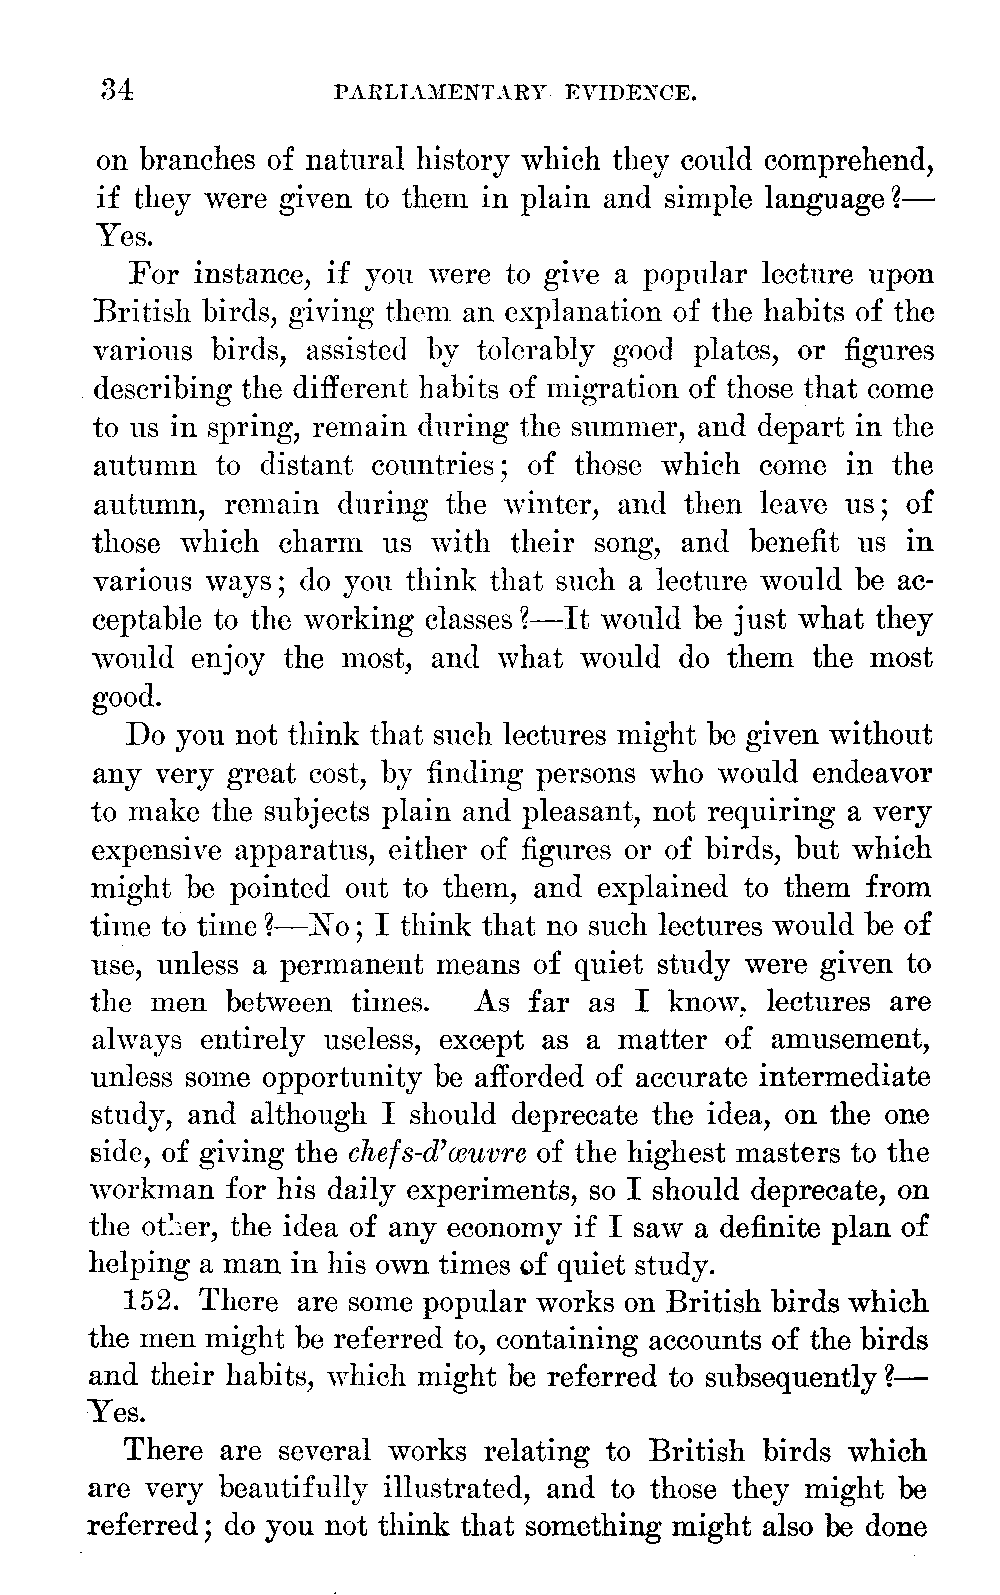 34 PARLIAMENTARY EVIDENCE.
on branches of natural history which they could comprehend,
if they were given to them in plain and simple language?—
Yes.
For instance, if you were to give a popular lecture upon
British birds, giving them an explanation of the habits of the
various birds, assisted by tolerably good plates, or figures
describing the different habits of migration of those that come
to us in spring, remain during the summer, and depart in the
autumn to distant countries; of those which come in the
autumn, remain during the winter, and then leave us; of
those which charm us with their song, and benefit us in
various ways; do you think that such a lecture would be ac-
ceptable to the working classes?—It would be just what they
would enjoy the most, and what would do them the most
good.
Do you not think that such lectures might be given without
any very great cost, by finding persons who would endeavor
to make the subjects plain and pleasant, not requiring a very
expensive apparatus, either of figures or of birds, but which
might be pointed out to them, and explained to them from
time to time?—No; I think that no such lectures would be of
use, unless a permanent means of quiet study were given to
the men between times. As far as I know, lectures are
always entirely useless, except as a matter of amusement,
unless some opportunity be afforded of accurate intermediate
study, and although I should deprecate the idea, on the one
side, of giving the chefs-d'œuvre of the highest masters to the
workman for his daily experiments, so I should deprecate, on
the other, the idea of any economy if I saw a definite plan of
helping a man in his own times of quiet study.
152. There are some popular works on British birds which
the men might be referred to, containing accounts of the birds
and their habits, which might be referred to subsequently?—
Yes.
There are several works relating to British birds which
are very beautifully illustrated, and to those they might be
referred; do you not think that something might also be done